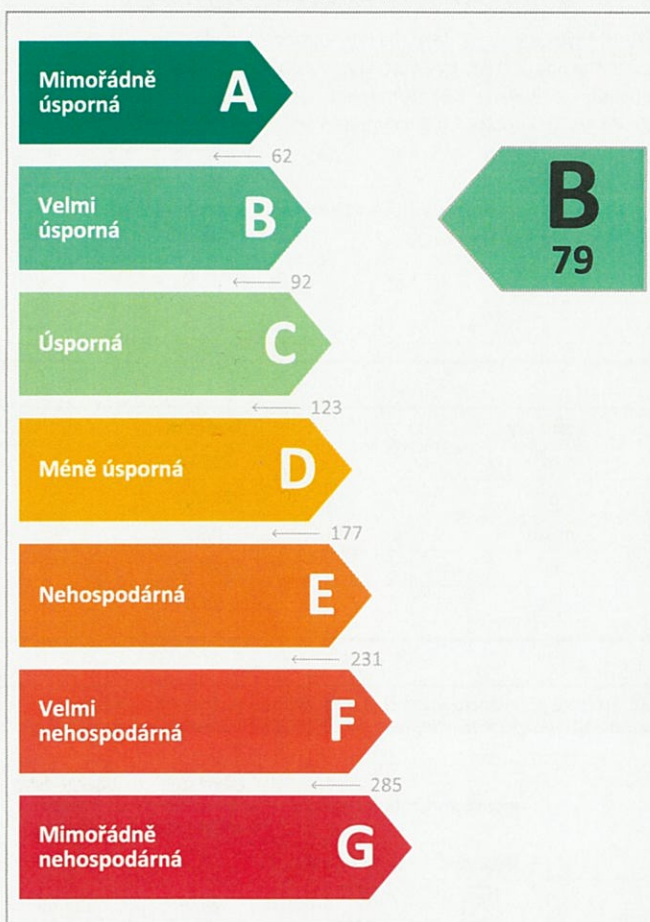 Mimořádně
úsporná
A
← 62
Velmi
úsporná
B
← 92
B
79
Úsporná
C
← 123
Méně úsporná
D
← 177
Nehospodárná
E
← 231
Velmi
nehospodárná
F
← 285
Mimořádně
nehospodárná
G